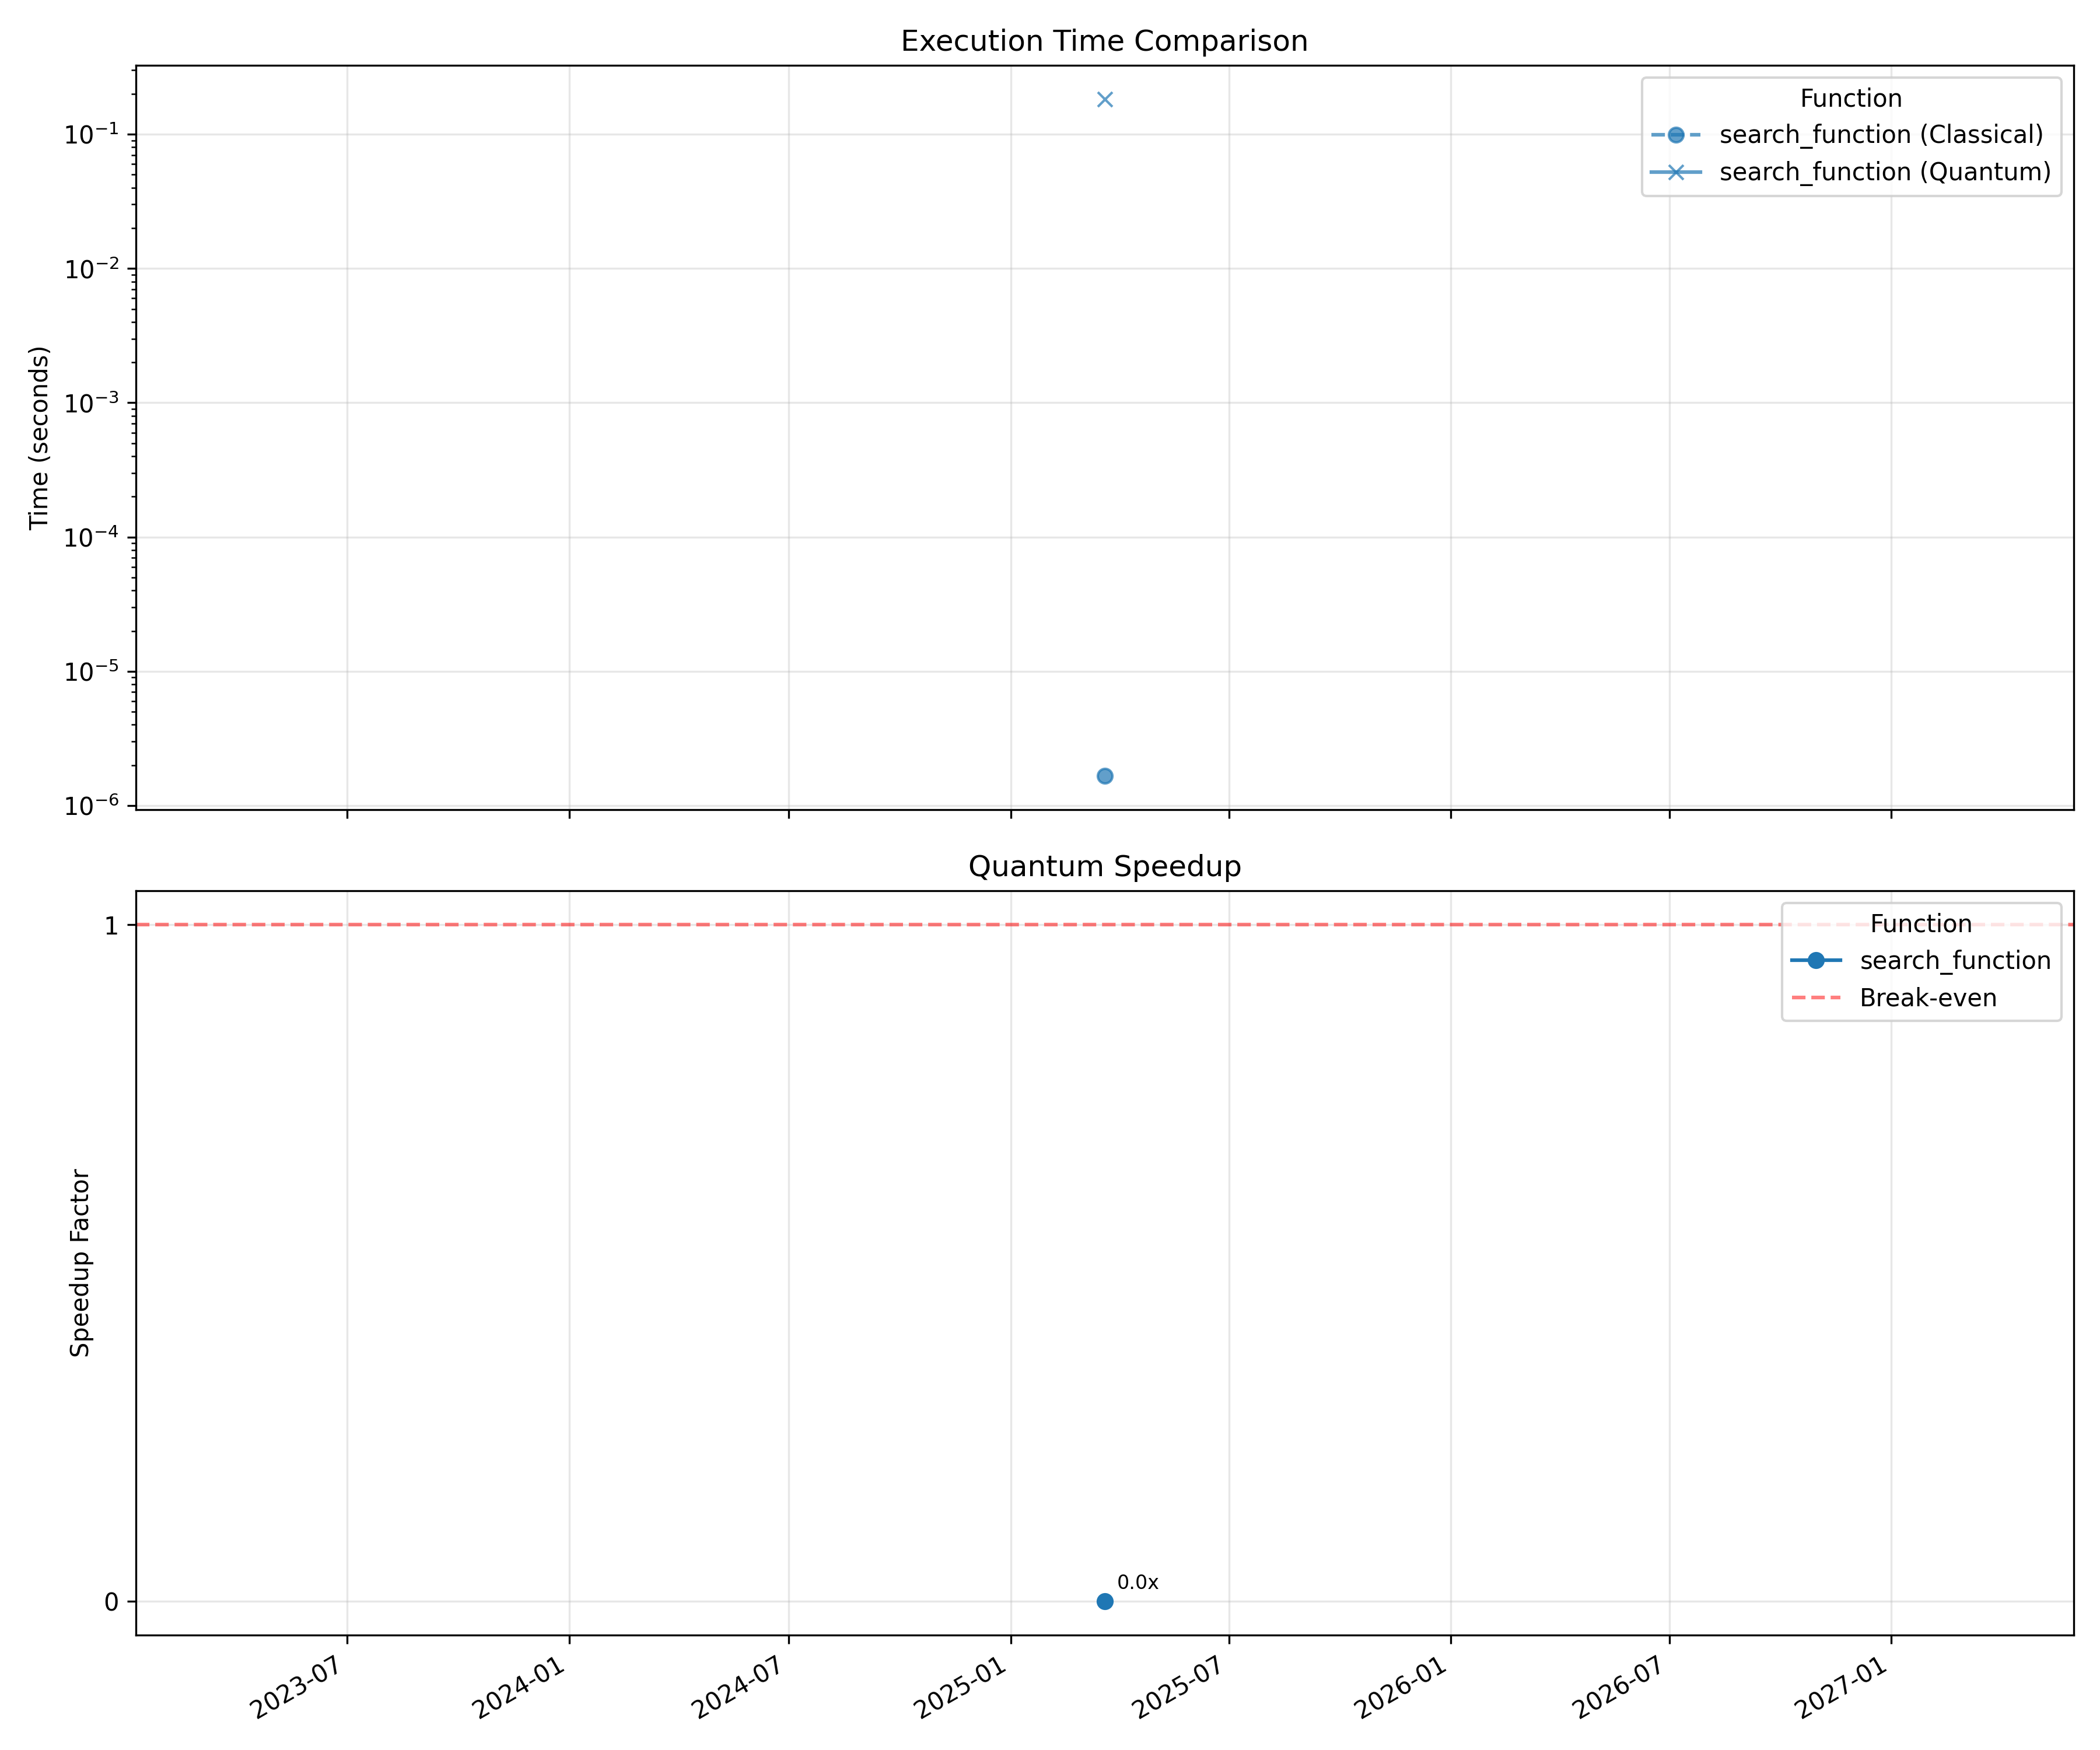 Execution Time Comparison
Function
search_function (Classical)
search_function (Quantum)
10⁻¹
10⁻²
10⁻³
10⁻⁴
10⁻⁵
10⁻⁶
Time (seconds)
Quantum Speedup
Function
search_function
Break-even
1
0
0.0x
Speedup Factor
2023-07
2024-01
2024-07
2025-01
2025-07
2026-01
2026-07
2027-01